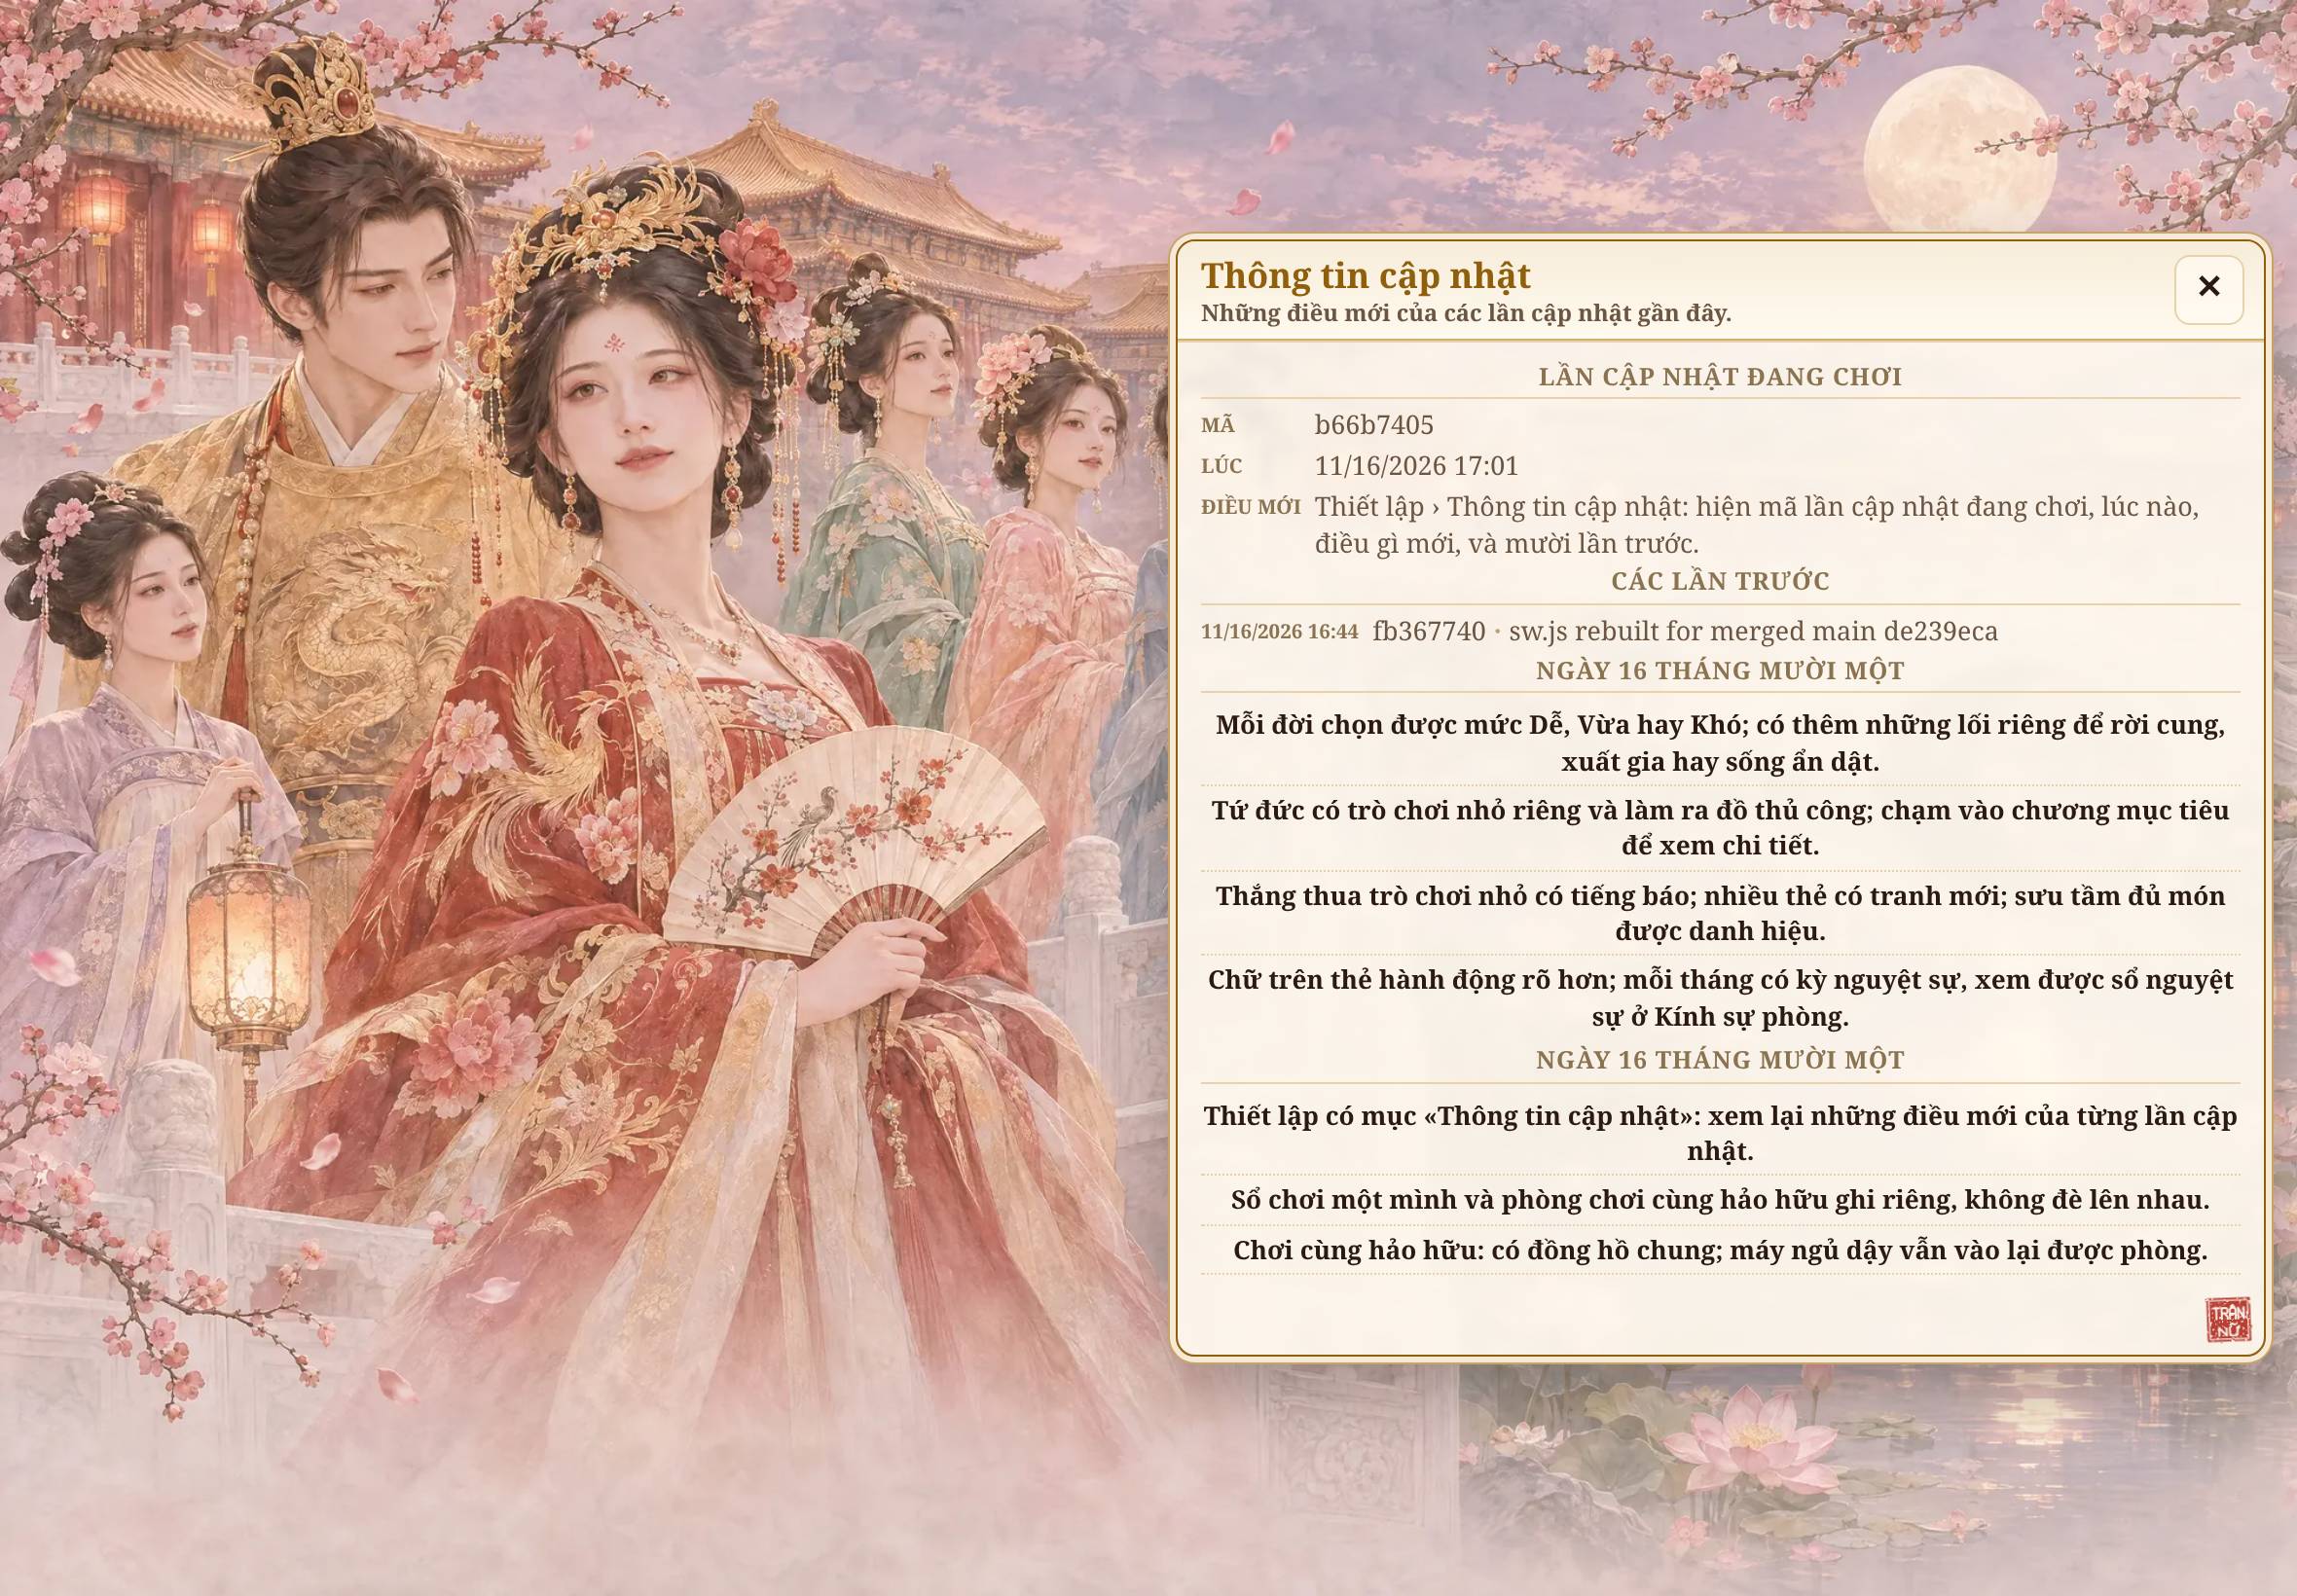 Thông tin cập nhật
Những điều mới của các lần cập nhật gần đây.
×
LẦN CẬP NHẬT ĐANG CHƠI
MÃ b66b7405
LÚC 11/16/2026 17:01
ĐIỀU MỚI Thiết lập › Thông tin cập nhật: hiện mã lần cập nhật đang chơi, lúc nào,
điều gì mới, và mười lần trước.
CÁC LẦN TRƯỚC
11/16/2026 16:44 fb367740 · sw.js rebuilt for merged main de239eca
NGÀY 16 THÁNG MƯỜI MỘT
Mỗi đời chọn được mức Dễ, Vừa hay Khó; có thêm những lối riêng để rời cung,
xuất gia hay sống ẩn dật.
Tứ đức có trò chơi nhỏ riêng và làm ra đồ thủ công; chạm vào chương mục tiêu
để xem chi tiết.
Thắng thua trò chơi nhỏ có tiếng báo; nhiều thẻ có tranh mới; sưu tầm đủ món
được danh hiệu.
Chữ trên thẻ hành động rõ hơn; mỗi tháng có kỳ nguyệt sự, xem được sổ nguyệt
sự ở Kính sự phòng.
NGÀY 16 THÁNG MƯỜI MỘT
Thiết lập có mục «Thông tin cập nhật»: xem lại những điều mới của từng lần cập
nhật.
Sổ chơi một mình và phòng chơi cùng hảo hữu ghi riêng, không đè lên nhau.
Chơi cùng hảo hữu: có đồng hồ chung; máy ngủ dậy vẫn vào lại được phòng.
TRÂN
NỮ